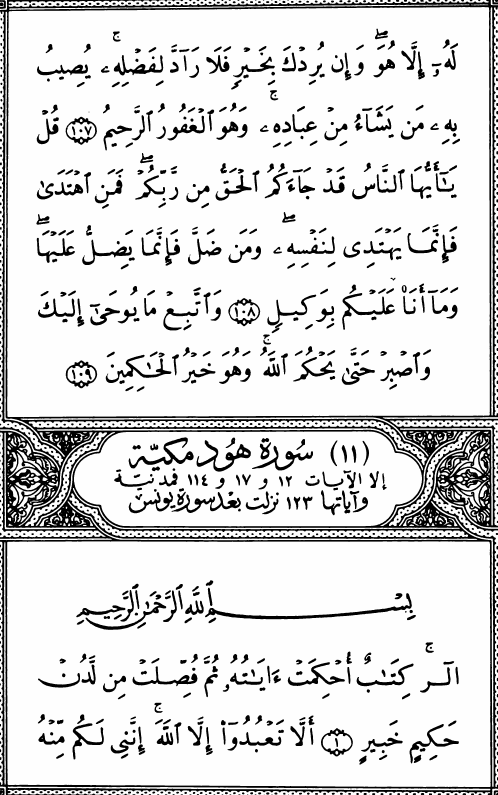 لَهُۥٓ إِلَّا هُوَ ۖ وَإِن يُرِدْكَ بِخَيْرٍ فَلَا رَآدَّ لِفَضْلِهِۦ ۚ يُصِيبُ
بِهِۦ مَن يَشَآءُ مِنْ عِبَادِهِۦ ۚ وَهُوَ ٱلْغَفُورُ ٱلرَّحِيمُ ١٠٧ قُلْ
يَـٰٓأَيُّهَا ٱلنَّاسُ قَدْ جَآءَكُمُ ٱلْحَقُّ مِن رَّبِّكُمْ ۖ فَمَنِ ٱهْتَدَىٰ
فَإِنَّمَا يَهْتَدِى لِنَفْسِهِۦ ۖ وَمَن ضَلَّ فَإِنَّمَا يَضِلُّ عَلَيْهَا ۖ
وَمَآ أَنَا۠ عَلَيْكُم بِوَكِيلٍ ١٠٨ وَٱتَّبِعْ مَا يُوحَىٰٓ إِلَيْكَ
وَٱصْبِرْ حَتَّىٰ يَحْكُمَ ٱللَّهُ ۚ وَهُوَ خَيْرُ ٱلْحَـٰكِمِينَ ١٠٩
(١١) سُورَة هُود مَكيّة
إلا الآيات ١٢ و ١٧ و ١١٤ فمدنية
وآياتها ١٢٣ نزلت بعد سورة يونس
بِسْمِ ٱللَّهِ ٱلرَّحْمَـٰنِ ٱلرَّحِيمِ
الٓر ۚ كِتَـٰبٌ أُحْكِمَتْ ءَايَـٰتُهُۥ ثُمَّ فُصِّلَتْ مِن لَّدُنْ
حَكِيمٍ خَبِيرٍ ١ أَلَّا تَعْبُدُوٓا۟ إِلَّا ٱللَّهَ ۚ إِنَّنِى لَكُم مِّنْهُ